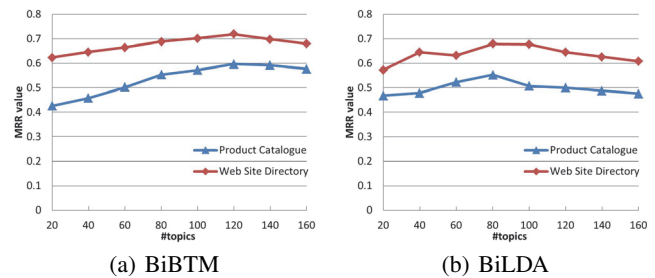 0.8
0.7
0.6
0.5
0.4
0.3
0.2
0.1
0
MRR value
Product Catalogue
Web Site Directory
20 40 60 80 100 120 140 160
#topics
(a) BiBTM
0.8
0.7
0.6
0.5
0.4
0.3
0.2
0.1
0
MRR value
Product Catalogue
Web Site Directory
20 40 60 80 100 120 140 160
#topics
(b) BiLDA